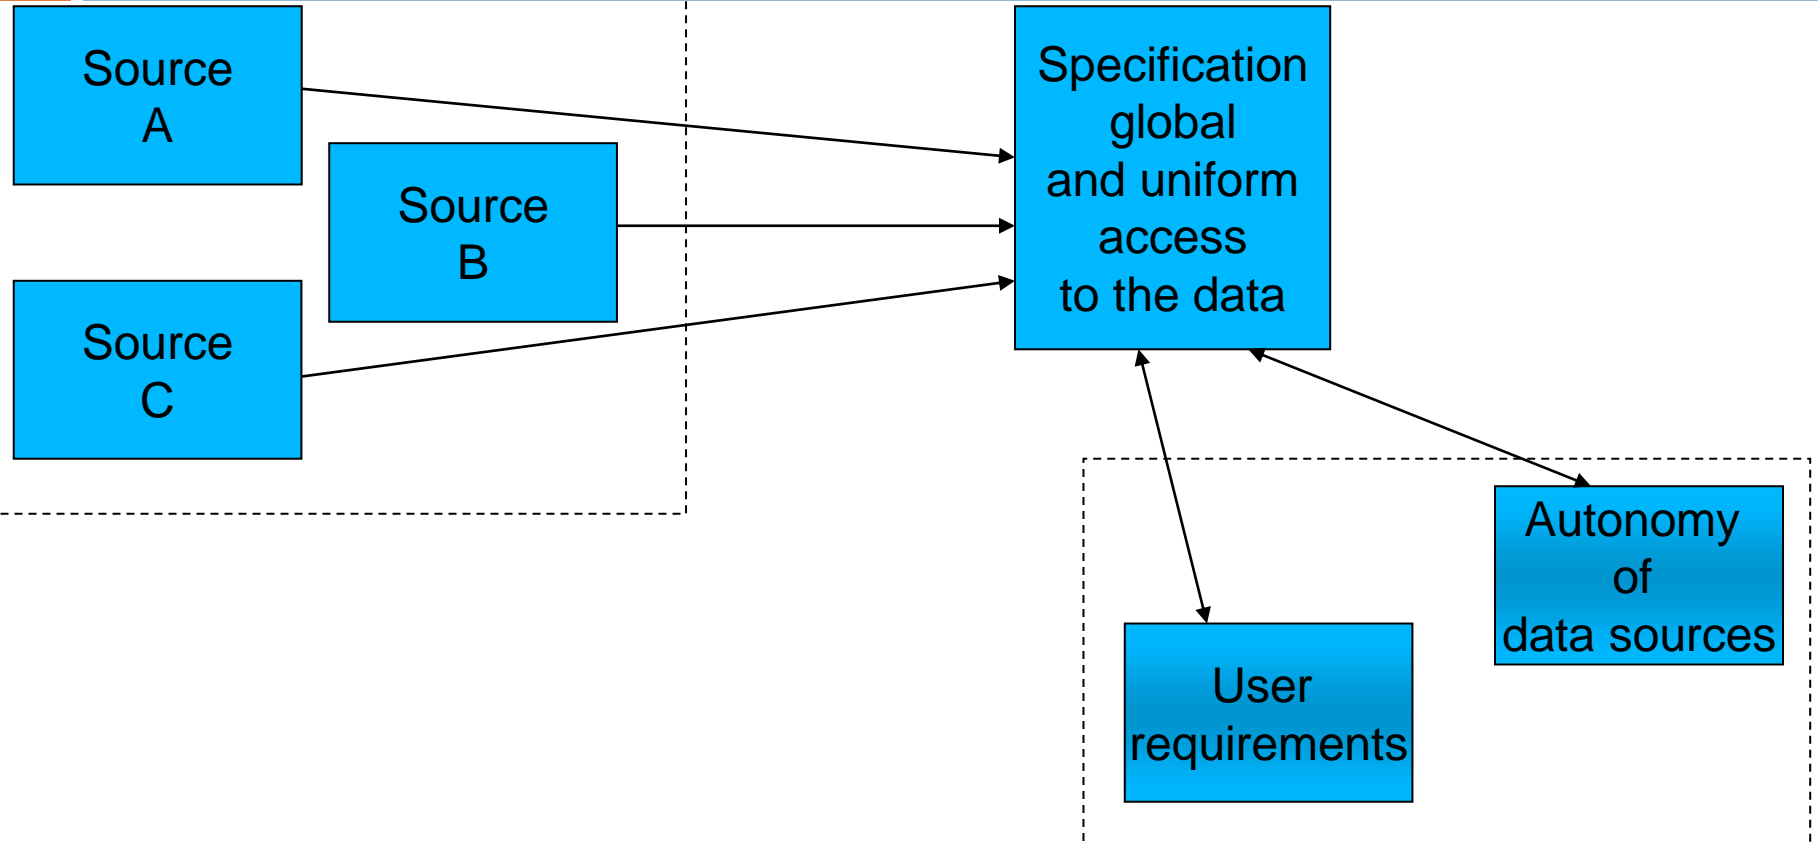 Source
A
Source
B
Source
C
Specification
global
and uniform
access
to the data
Autonomy
of
data sources
User
requirements